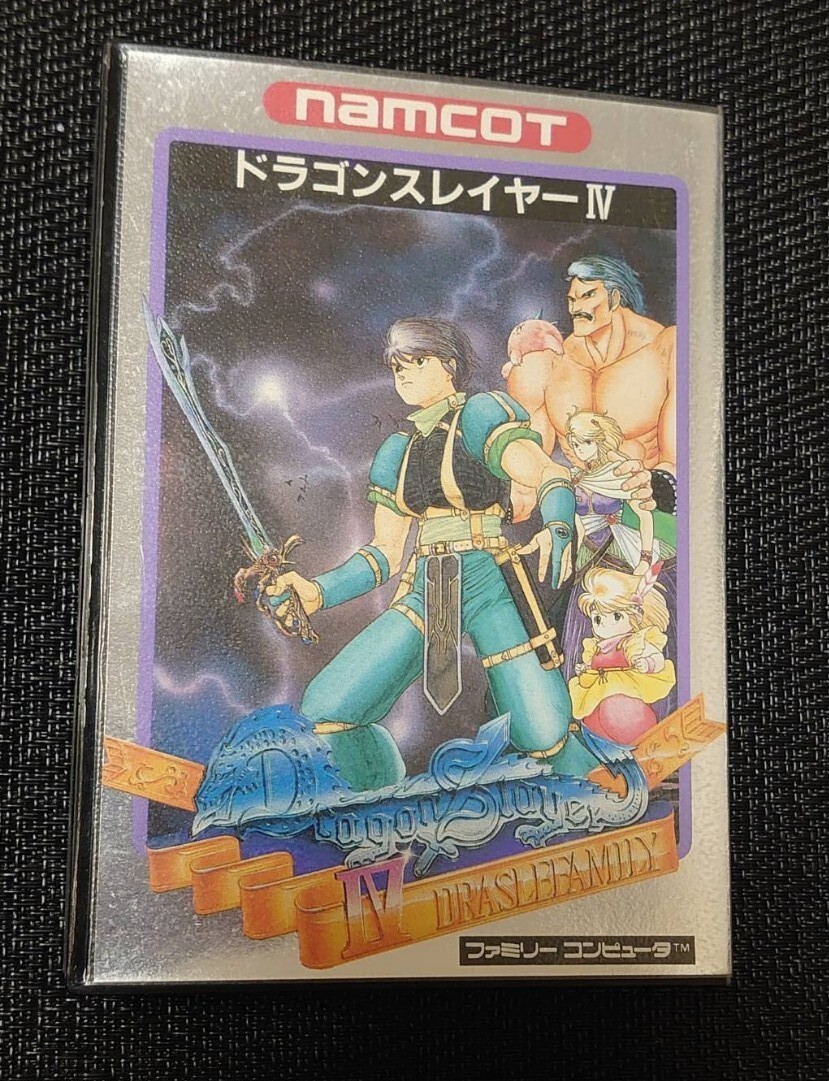 namcot
ドラゴンスレイヤーⅣ
Dragon Slayer
IV DRASLEFAMILY
ファミリー コンピュータ™